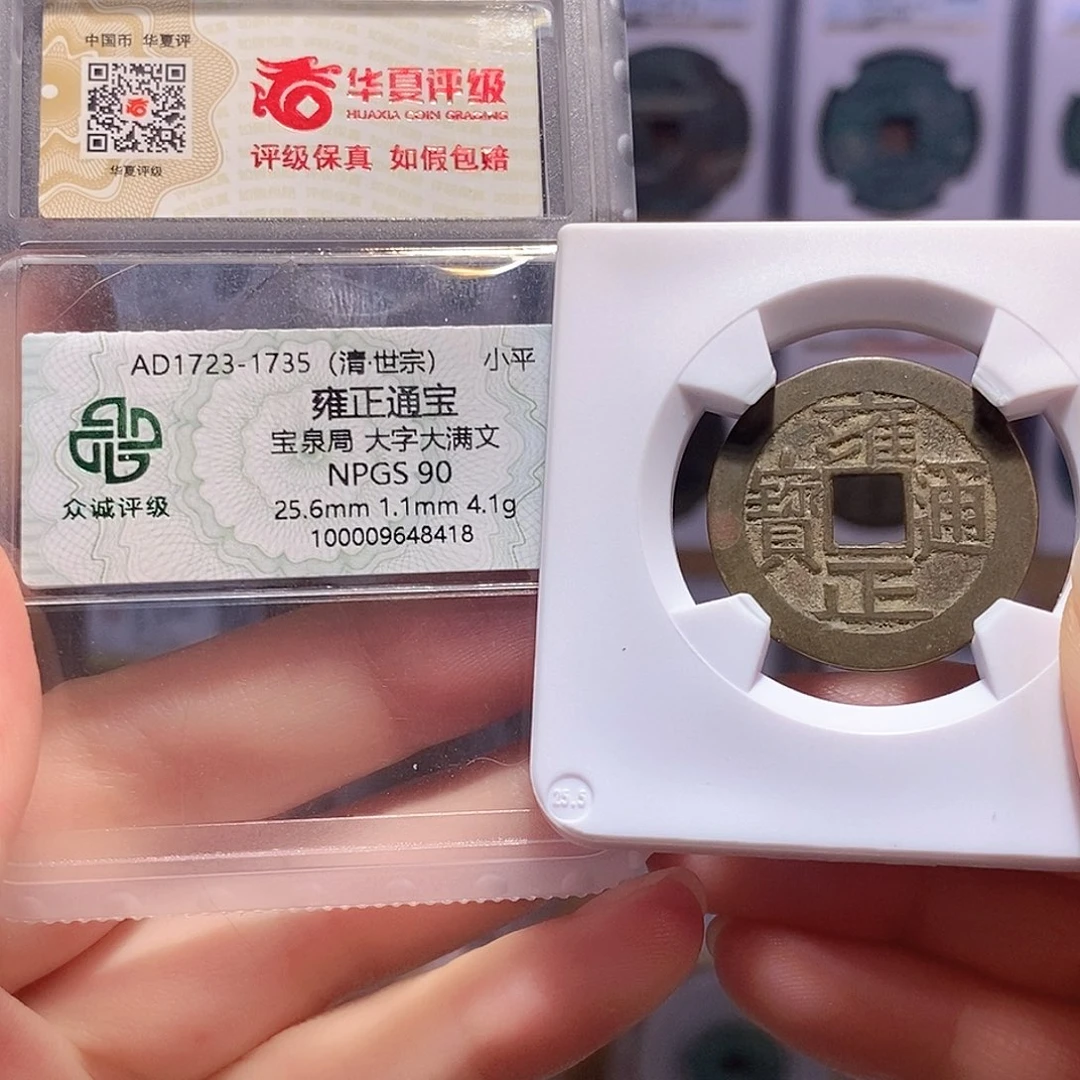 中国币 华夏评
华夏评级
华夏评级
HUAXIA COIN GRADING
评级保真 如假包赔
AD1723-1735（清·世宗） 小平
雍正通宝
宝泉局 大字大满文
NPGS 90
25.6mm 1.1mm 4.1g
100009648418
众诚评级
雍正通寶
25.5